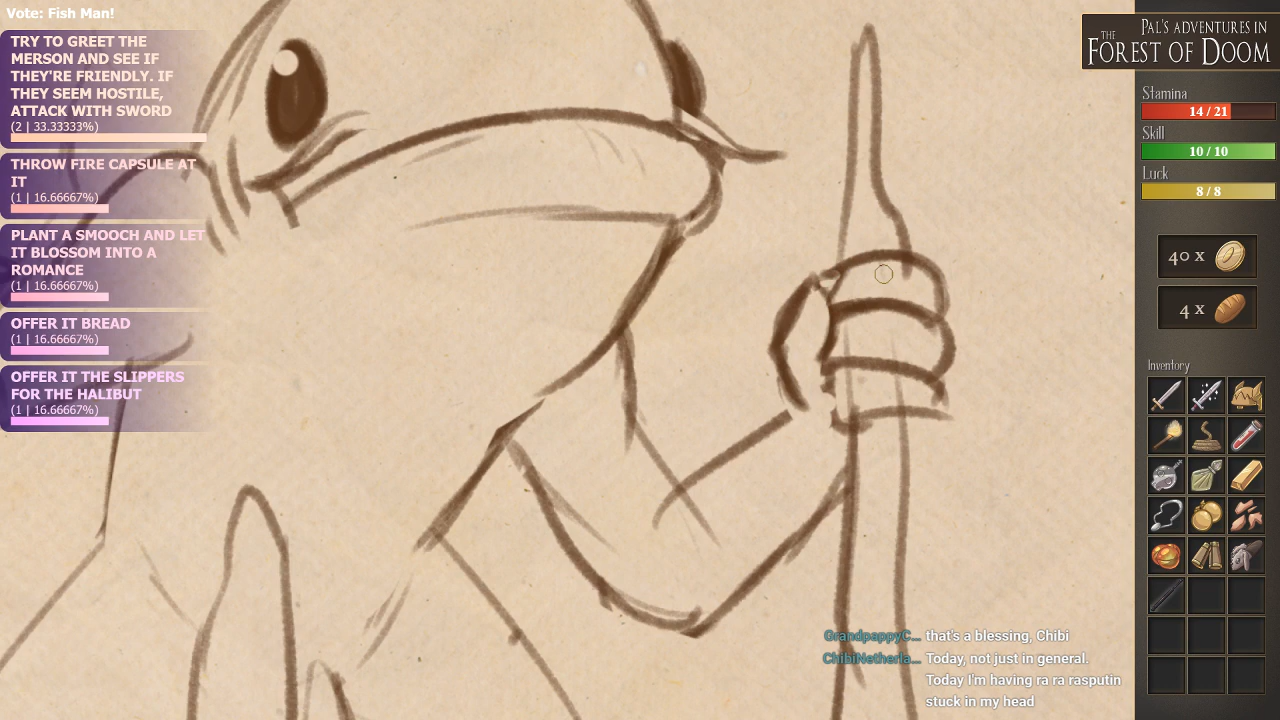 Vote: Fish Man!
TRY TO GREET THE
MERSON AND SEE IF
THEY'RE FRIENDLY. IF
THEY SEEM HOSTILE,
ATTACK WITH SWORD
(2 | 33.33333%)
THROW FIRE CAPSULE AT
IT
(1 | 16.66667%)
PLANT A SMOOCH AND LET
IT BLOSSOM INTO A
ROMANCE
(1 | 16.66667%)
OFFER IT BREAD
(1 | 16.66667%)
OFFER IT THE SLIPPERS
FOR THE HALIBUT
(1 | 16.66667%)
PAL'S ADVENTURES IN
THE
FOREST OF DOOM
Stamina
14 / 21
Skill
10 / 10
Luck
8 / 8
40 x
4 x
Inventory
GrandpappyC... that's a blessing, Chibi
ChibiNetherla... Today, not just in general.
Today I'm having ra ra rasputin
stuck in my head